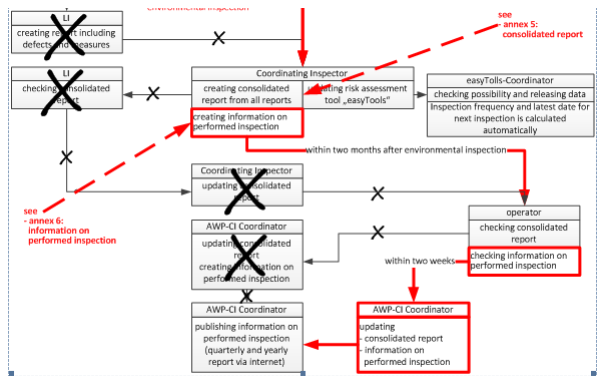 environmental inspection
see
- annex 5:
consolidated report
LI
creating report including
defects and measures
LI
checking consolidated
report
Coordinating Inspector
creating consolidated
report from all reports
updating risk assessment
tool „easyTools“
creating information on
performed inspection
easyTolls-Coordinator
checking possibility and releasing data
Inspection frequency and latest date for
next inspection is calculated
automatically
within two months after environmental inspection
Coordinating Inspector
updating consolidated
report
see
- annex 6:
information on
performed inspection
operator
checking consolidated
report
checking information on
performed inspection
AWP-CI Coordinator
updating consolidated
report
creating information on
performed inspection
within two weeks
AWP-CI Coordinator
publishing information on
performed inspection
(quarterly and yearly
report via internet)
AWP-CI Coordinator
updating
- consolidated report
- information on
performed inspection